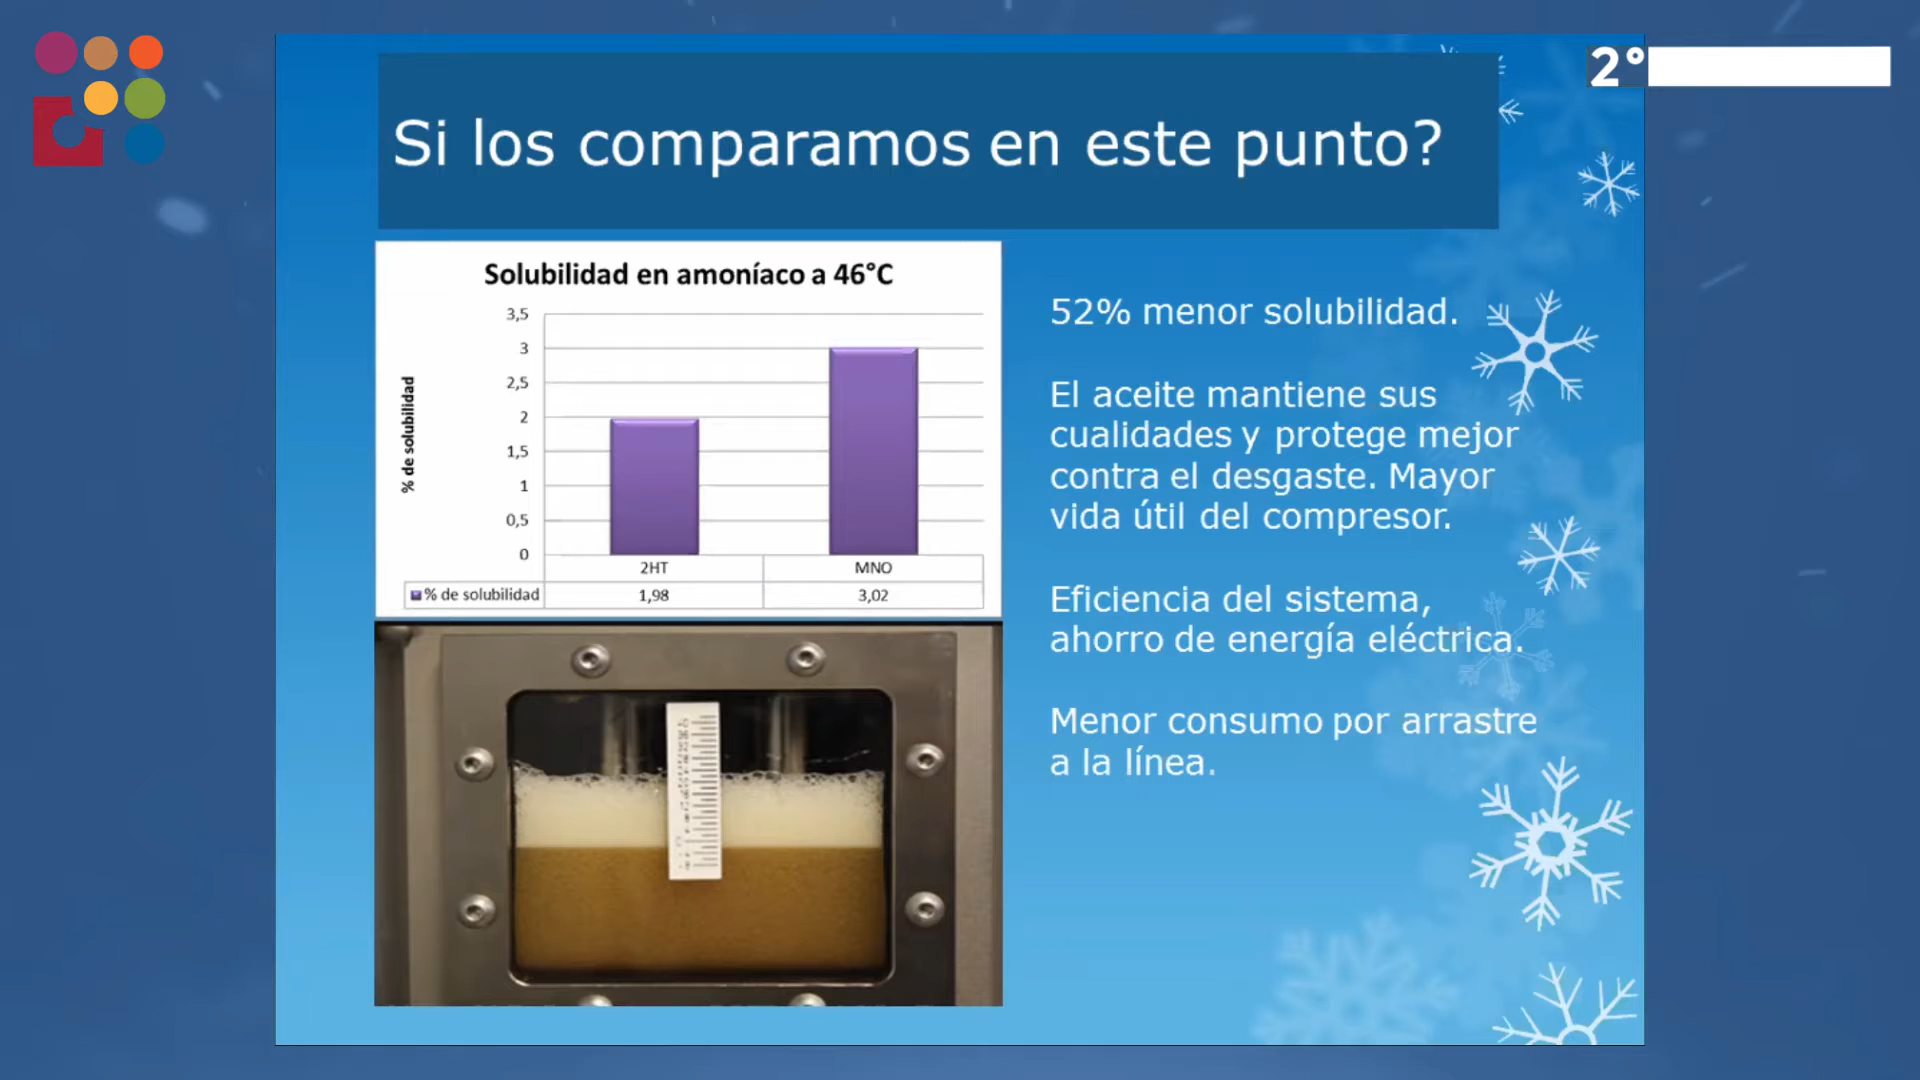 2°
Si los comparamos en este punto?
Solubilidad en amoníaco a 46°C
% de solubilidad
3,5
3
2,5
2
1,5
1
0,5
0
2HT MNO
% de solubilidad 1,98 3,02
52% menor solubilidad.
El aceite mantiene sus
cualidades y protege mejor
contra el desgaste. Mayor
vida útil del compresor.
Eficiencia del sistema,
ahorro de energía eléctrica.
Menor consumo por arrastre
a la línea.